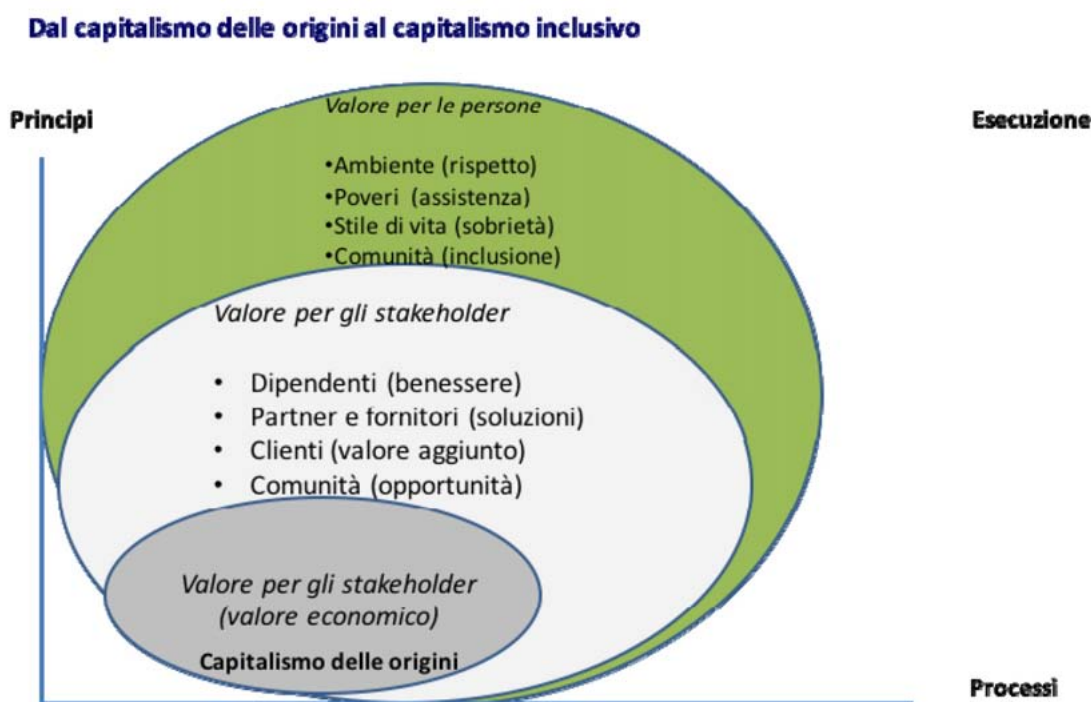 Dal capitalismo delle origini al capitalismo inclusivo
Principi
Esecuzione
Valore per le persone
•Ambiente (rispetto)
•Poveri (assistenza)
•Stile di vita (sobrietà)
•Comunità (inclusione)
Valore per gli stakeholder
• Dipendenti (benessere)
• Partner e fornitori (soluzioni)
• Clienti (valore aggiunto)
• Comunità (opportunità)
Valore per gli stakeholder
(valore economico)
Capitalismo delle origini
Processi